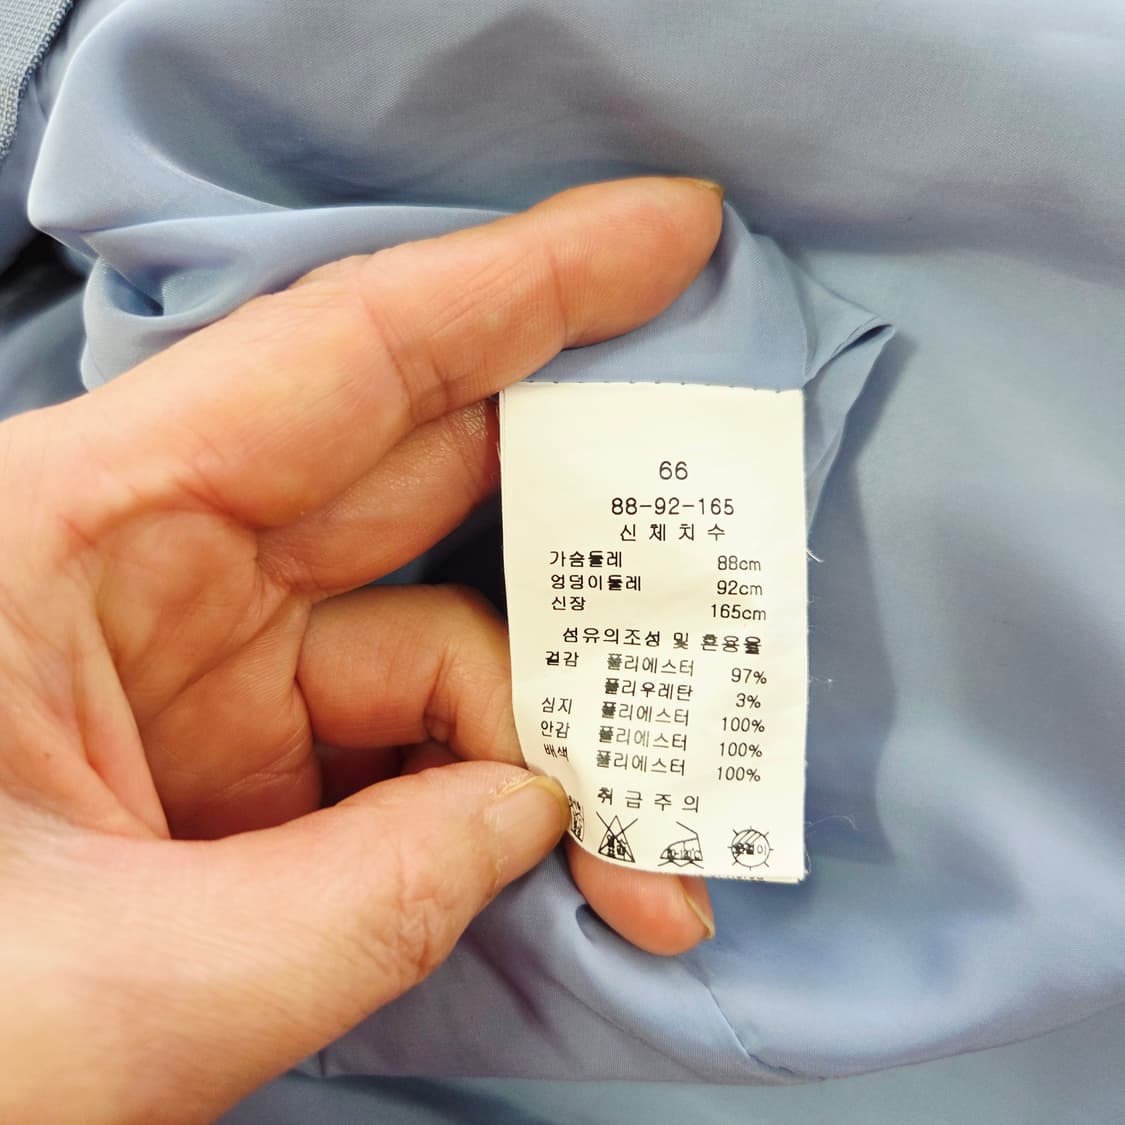 66
88-92-165
신체치수
가슴둘레 88cm
엉덩이둘레 92cm
신장 165cm
섬유의조성 및 혼용율
겉감 폴리에스터 97%
폴리우레탄 3%
심지 폴리에스터 100%
안감 폴리에스터 100%
배색 폴리에스터 100%
취급주의